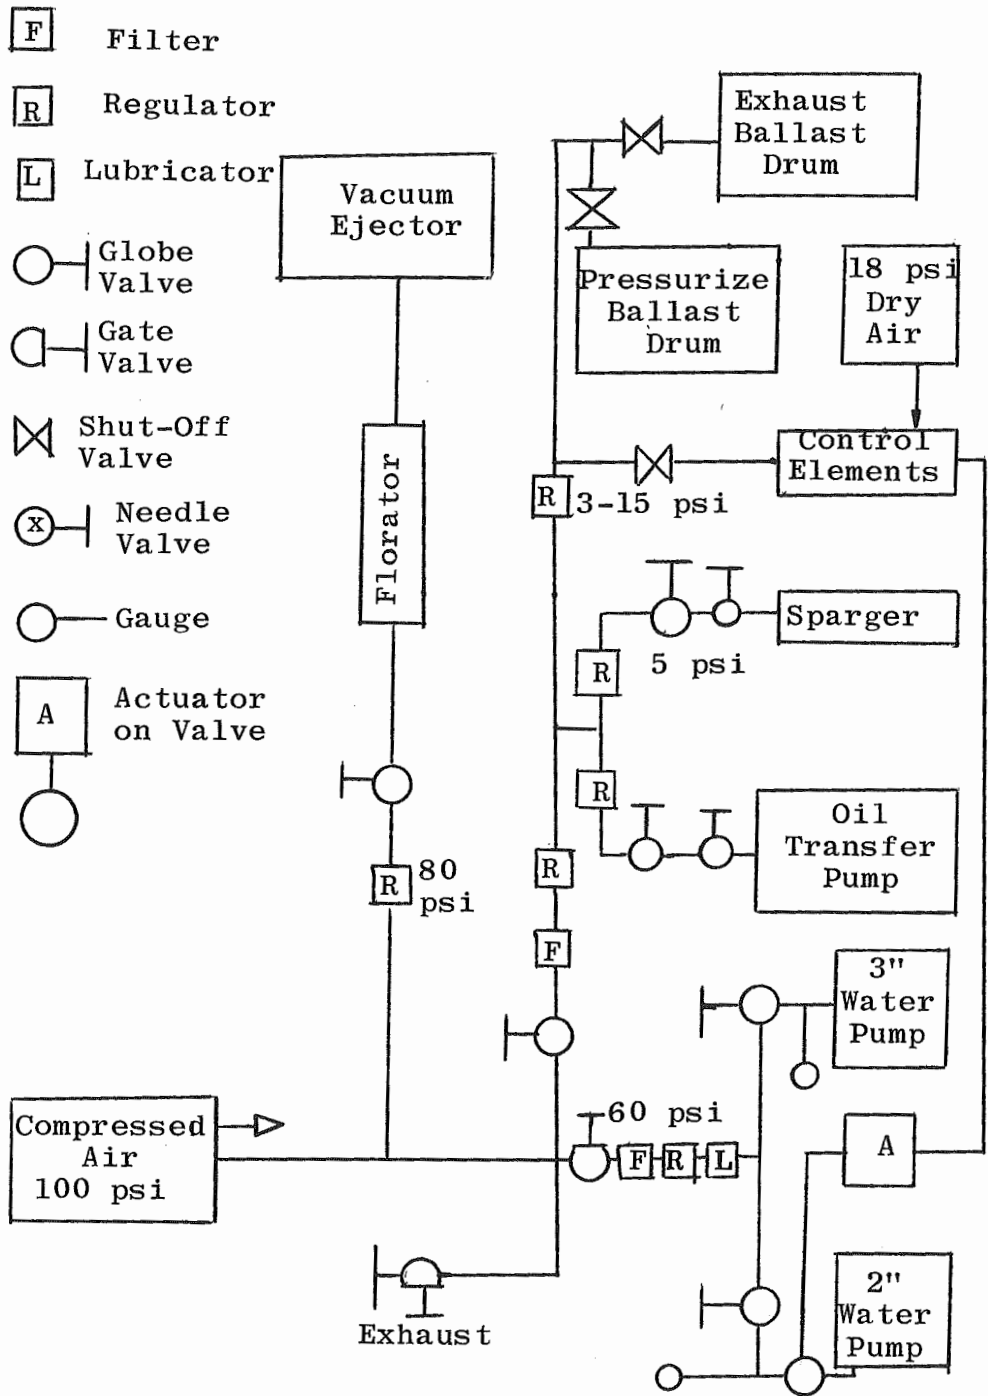 F
Filter
R
Regulator
L
Lubricator
Globe
Valve
Gate
Valve
Shut-Off
Valve
x
Needle
Valve
Gauge
A
Actuator
on Valve
Vacuum
Ejector
Florator
R
80
psi
Compressed
Air
100 psi
Exhaust
Exhaust
Ballast
Drum
Pressurize
Ballast
Drum
18 psi
Dry
Air
Control
Elements
R
3-15 psi
Sparger
5 psi
R
R
Oil
Transfer
Pump
R
F
3"
Water
Pump
60 psi
F
R
L
A
2"
Water
Pump